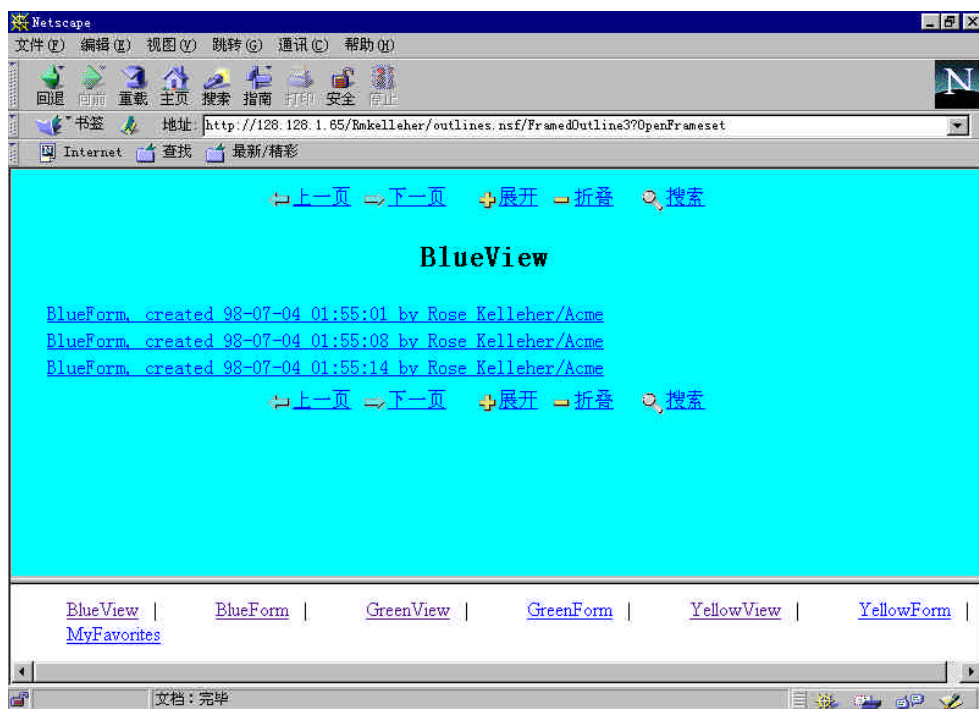 Netscape
文件(F) 编辑(E) 视图(V) 跳转(G) 通讯(C) 帮助(H)
回退 向前 重载 主页 搜索 指南 打印 安全 停止
N
书签 地址: http://128.128.1.65/Rmkelleher/outlines.nsf/FramedOutline3?OpenFrameset
Internet 查找 最新/精彩
上一页 下一页 展开 折叠 搜索
BlueView
BlueForm, created 98-07-04 01:55:01 by Rose Kelleher/Acme
BlueForm, created 98-07-04 01:55:08 by Rose Kelleher/Acme
BlueForm, created 98-07-04 01:55:14 by Rose Kelleher/Acme
上一页 下一页 展开 折叠 搜索
BlueView | BlueForm | GreenView | GreenForm | YellowView | YellowForm |
MyFavorites
文档:完毕